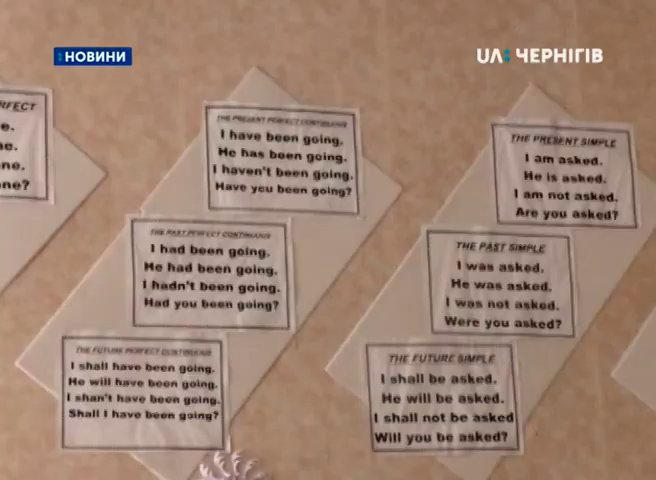 :НОВИНИ
UA: ЧЕРНІГІВ
RFECT
e.
ne.
one?
THE PRESENT PERFECT CONTINUOUS
I have been going.
He has been going.
I haven't been going.
Have you been going?
THE PAST PERFECT CONTINUOUS
I had been going.
He had been going.
I hadn't been going.
Had you been going?
THE FUTURE PERFECT CONTINUOUS
I shall have been going.
He will have been going.
I shan't have been going.
Shall I have been going?
THE PRESENT SIMPLE
I am asked.
He is asked.
I am not asked.
Are you asked?
THE PAST SIMPLE
I was asked.
He was asked.
I was not asked.
Were you asked?
THE FUTURE SIMPLE
I shall be asked.
He will be asked.
I shall not be asked
Will you be asked?